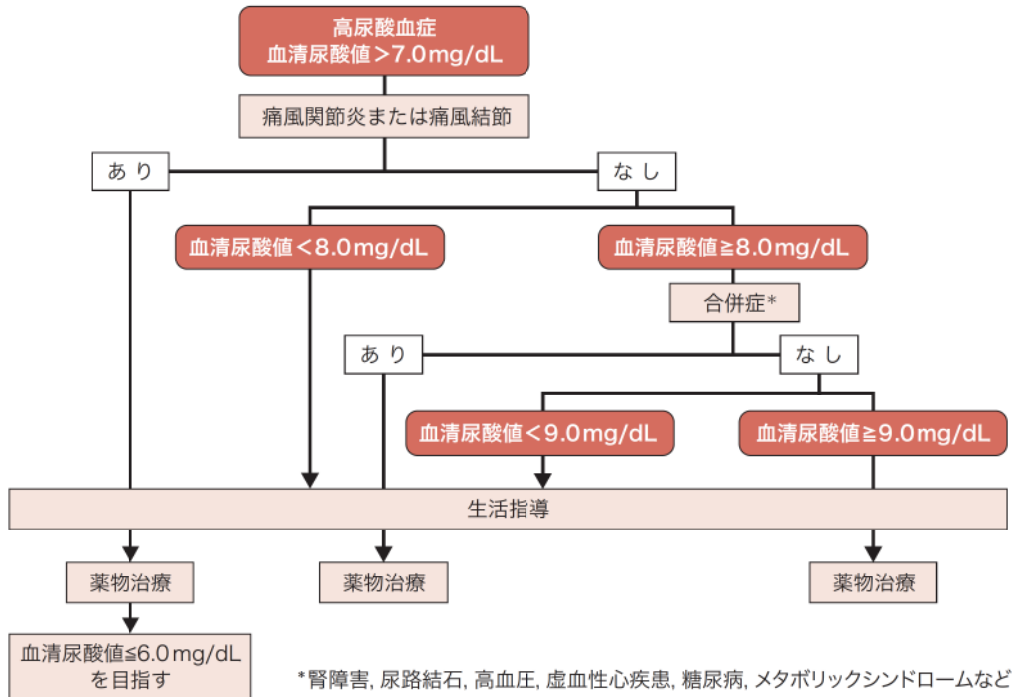 高尿酸血症
血清尿酸値＞7.0mg/dL
痛風関節炎または痛風結節
あり
なし
血清尿酸値＜8.0mg/dL
血清尿酸値≧8.0mg/dL
合併症*
あり
なし
血清尿酸値＜9.0mg/dL
血清尿酸値≧9.0mg/dL
生活指導
薬物治療
薬物治療
薬物治療
血清尿酸値≦6.0mg/dL
を目指す
*腎障害, 尿路結石, 高血圧, 虚血性心疾患, 糖尿病, メタボリックシンドロームなど